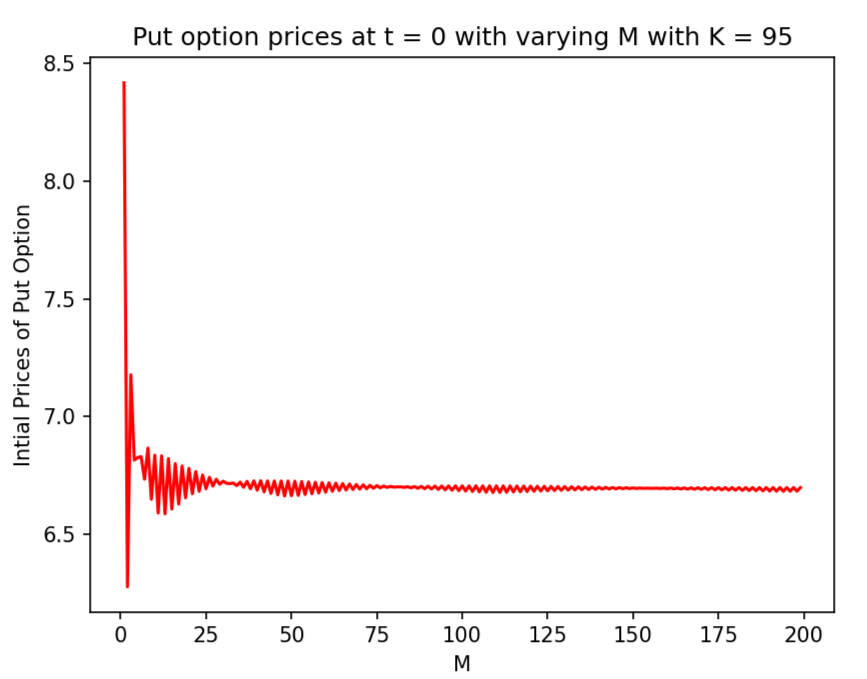 Put option prices at t = 0 with varying M with K = 95
8.5
8.0
7.5
7.0
6.5
Intial Prices of Put Option
0 25 50 75 100 125 150 175 200
M